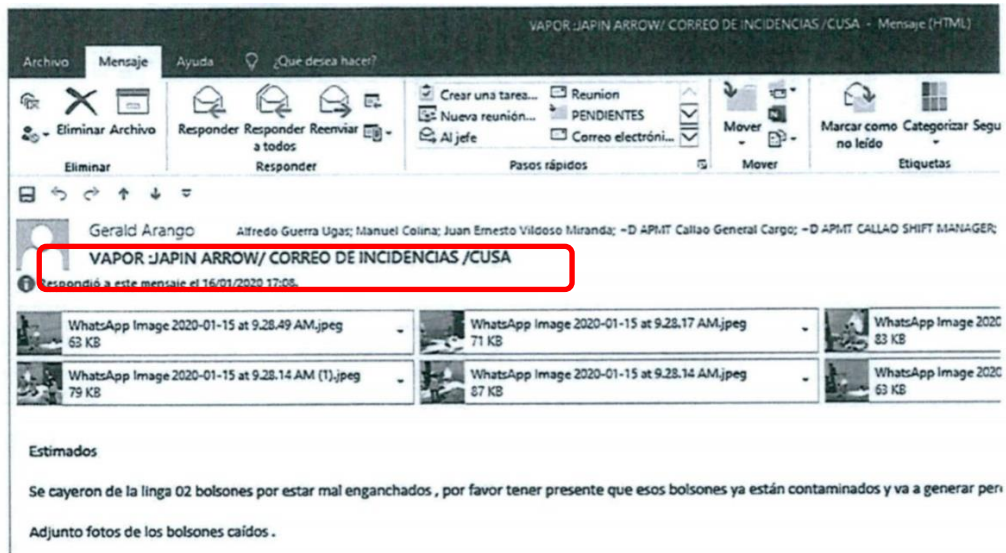 VAPOR :JAPIN ARROW/ CORREO DE INCIDENCIAS /CUSA - Mensaje (HTML)
Archivo Mensaje Ayuda ¿Qué desea hacer?
Eliminar Archivo
Responder Responder a todos Reenviar
Crear una tarea... Reunion
Nueva reunión... PENDIENTES
Al jefe Correo electróni...
Mover
Marcar como no leído Categorizar Segu
Eliminar Responder Pasos rápidos Mover Etiquetas
Gerald Arango Alfredo Guerra Ugas; Manuel Colina; Juan Ernesto Vildoso Miranda; ~D APMT Callao General Cargo; ~D APMT CALLAO SHIFT MANAGER;
VAPOR :JAPIN ARROW/ CORREO DE INCIDENCIAS /CUSA
Respondió a este mensaje el 16/01/2020 17:08.
WhatsApp Image 2020-01-15 at 9.28.49 AM.jpeg WhatsApp Image 2020-01-15 at 9.28.17 AM.jpeg WhatsApp Image 2020
63 KB 71 KB 83 KB
WhatsApp Image 2020-01-15 at 9.28.14 AM (1).jpeg WhatsApp Image 2020-01-15 at 9.28.14 AM.jpeg WhatsApp Image 2020
79 KB 87 KB 63 KB
Estimados
Se cayeron de la linga 02 bolsones por estar mal enganchados , por favor tener presente que esos bolsones ya están contaminados y va a generar
Adjunto fotos de los bolsones caídos .